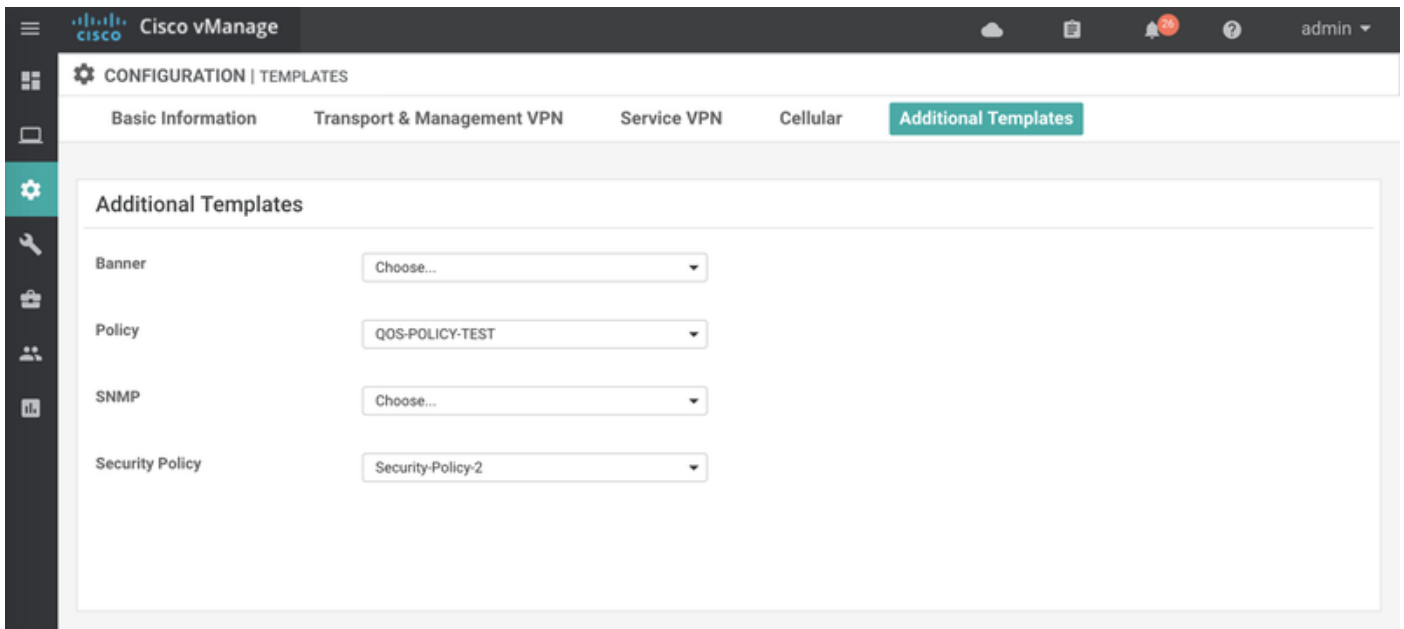 CISCO Cisco vManage 26 admin
CONFIGURATION | TEMPLATES
Basic Information Transport & Management VPN Service VPN Cellular Additional Templates
Additional Templates
Banner Choose...
Policy QOS-POLICY-TEST
SNMP Choose...
Security Policy Security-Policy-2